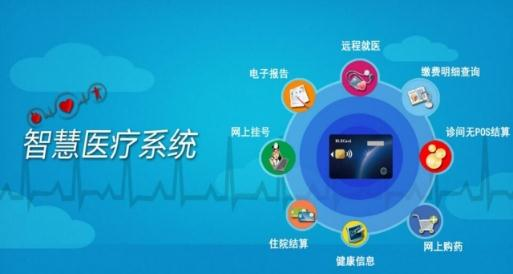 智慧医疗系统
远程就医
电子报告
缴费明细查询
网上挂号
诊间无POS结算
住院结算
网上购药
健康信息